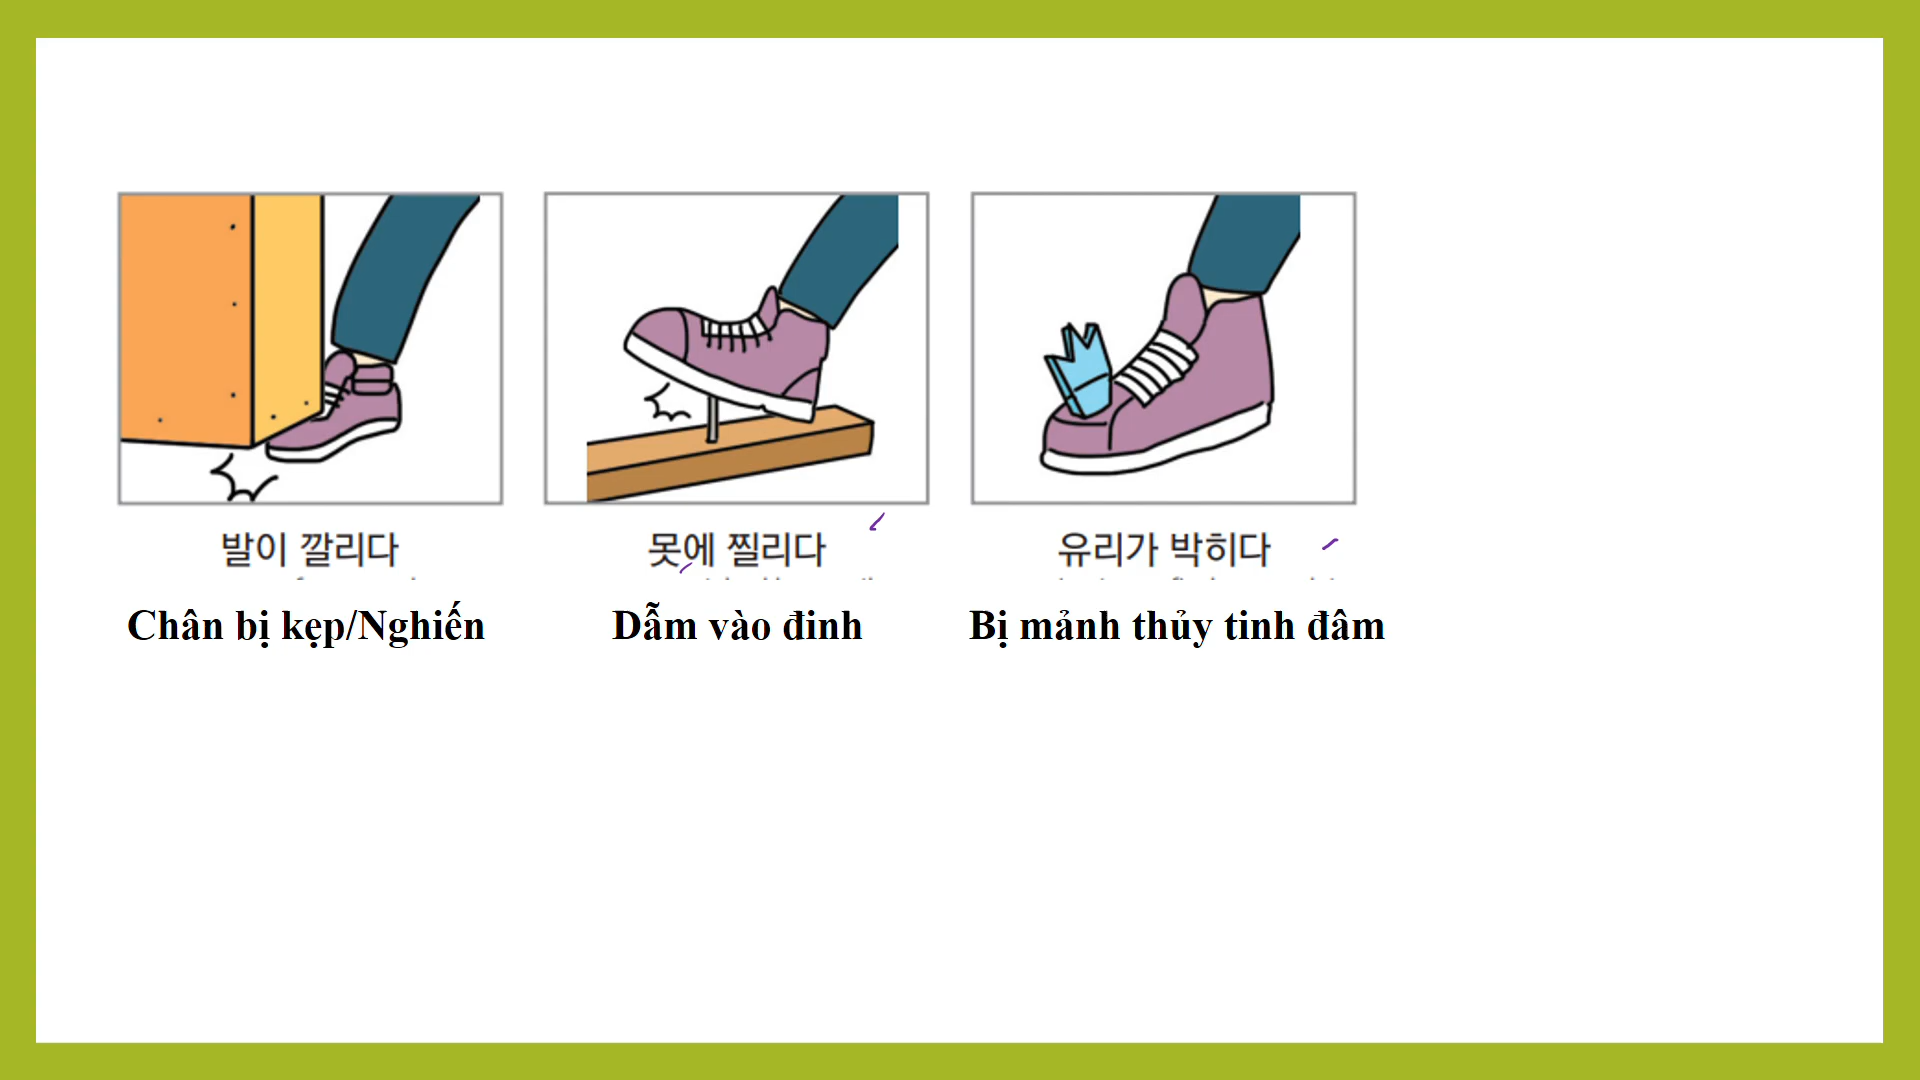 발이 깔리다
못에 찔리다
유리가 박히다
Chân bị kẹp/Nghiến
Dẫm vào đinh
Bị mảnh thủy tinh đâm